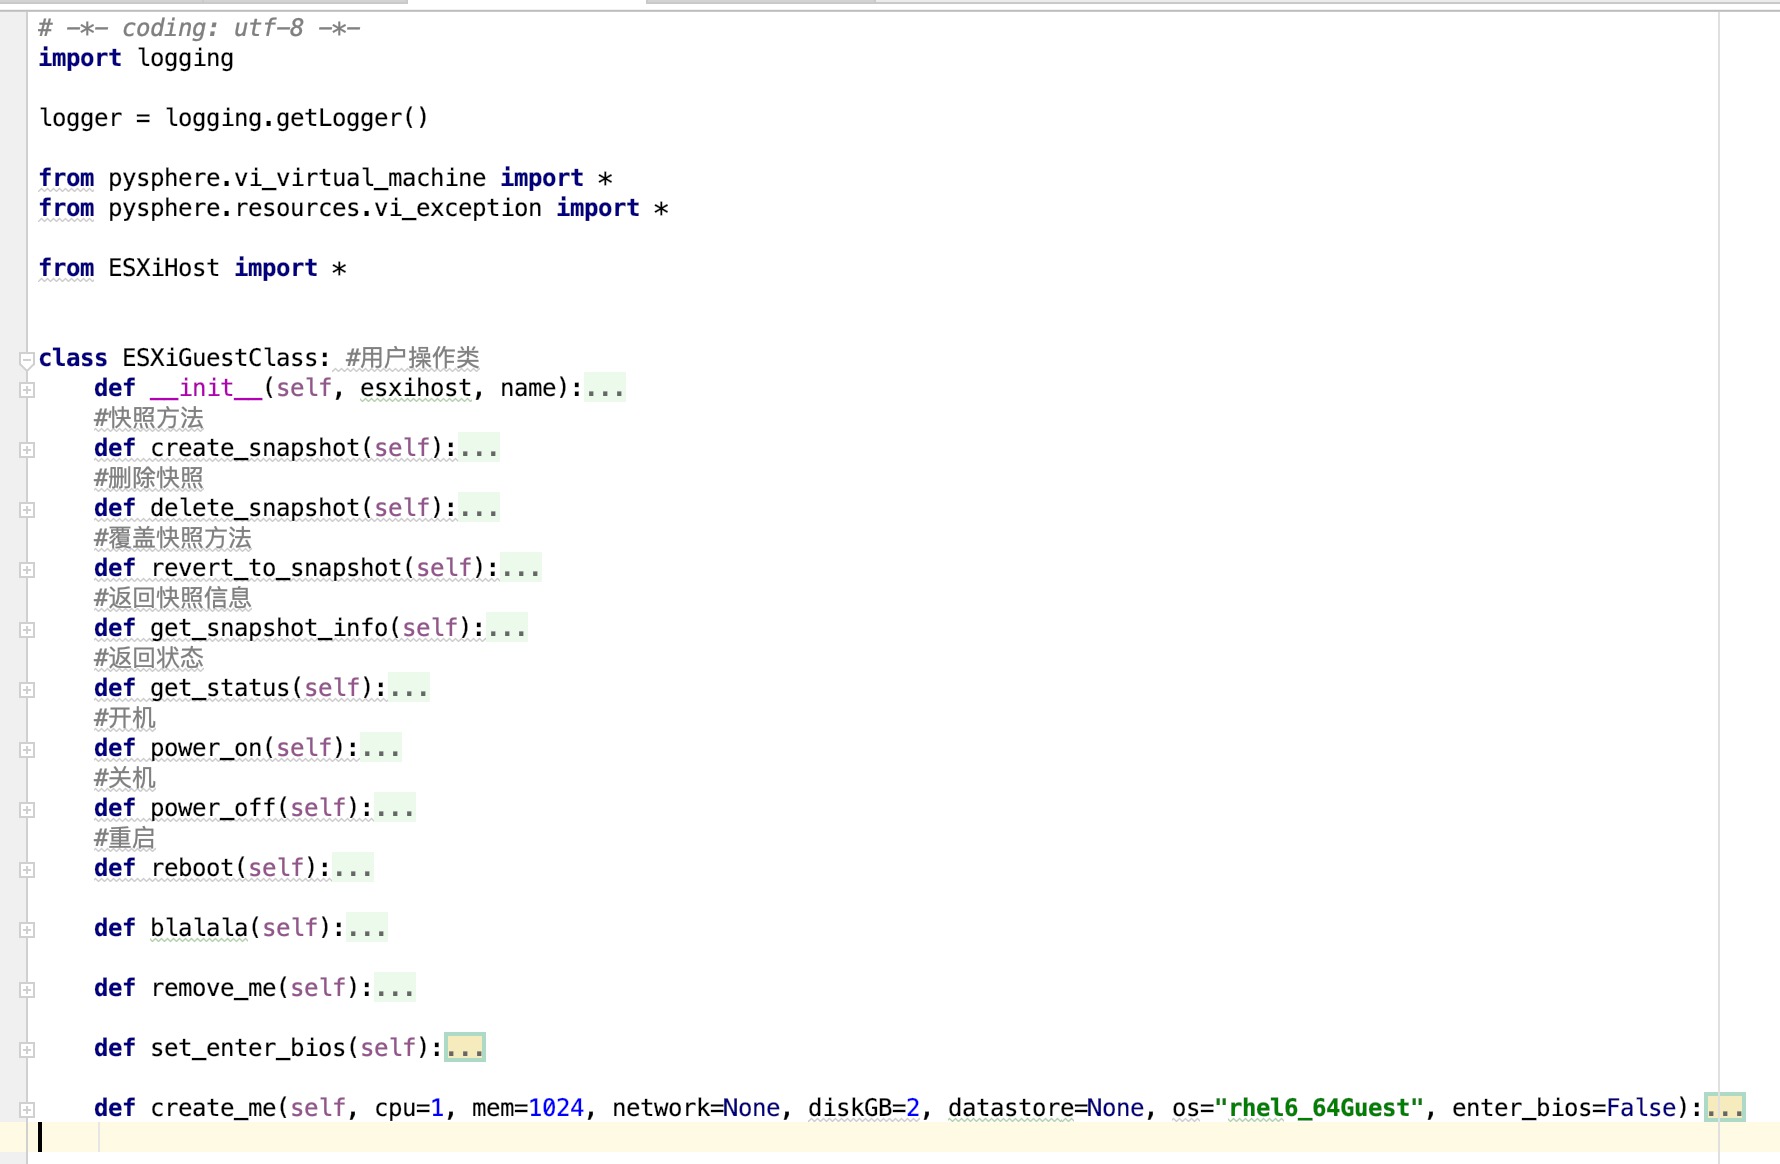 # -*- coding: utf-8 -*-
import logging
logger = logging.getLogger()
from pysphere.vi_virtual_machine import *
from pysphere.resources.vi_exception import *
from ESXiHost import *
class ESXiGuestClass: #用户操作类
def __init__(self, esxihost, name):...
#快照方法
def create_snapshot(self):...
#删除快照
def delete_snapshot(self):...
#覆盖快照方法
def revert_to_snapshot(self):...
#返回快照信息
def get_snapshot_info(self):...
#返回状态
def get_status(self):...
#开机
def power_on(self):...
#关机
def power_off(self):...
#重启
def reboot(self):...
def blalala(self):...
def remove_me(self):...
def set_enter_bios(self):...
def create_me(self, cpu=1, mem=1024, network=None, diskGB=2, datastore=None, os="rhel6_64Guest", enter_bios=False):...